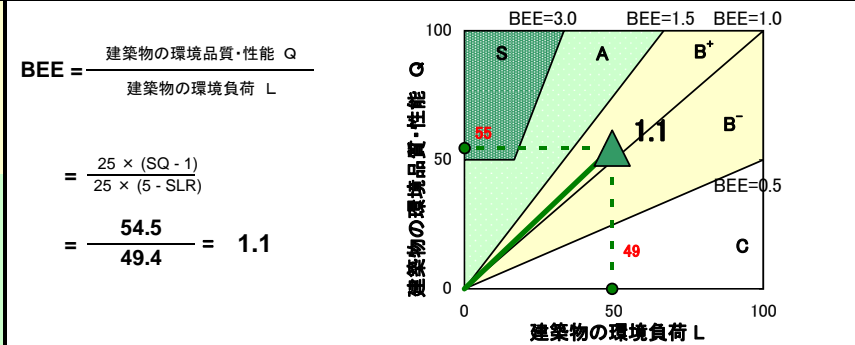 BEE = 建築物の環境品質・性能 Q
建築物の環境負荷 L
= 25 × (SQ - 1)
25 × (5 - SLR)
= 54.5
49.4
= 1.1
BEE=3.0 BEE=1.5 BEE=1.0
100
S A B+
建築物の環境品質・性能 Q
55
1.1
B-
50
BEE=0.5
49
C
0
0 50 100
建築物の環境負荷 L